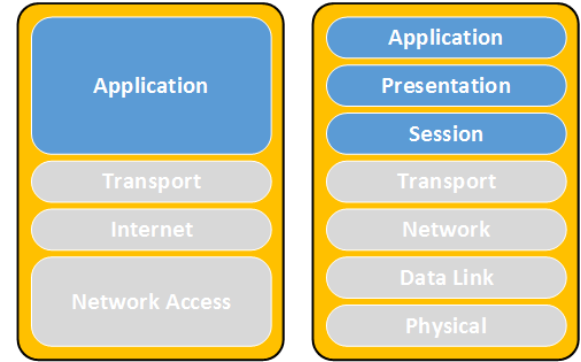 Application
Transport
Internet
Network Access
Application
Presentation
Session
Transport
Network
Data Link
Physical